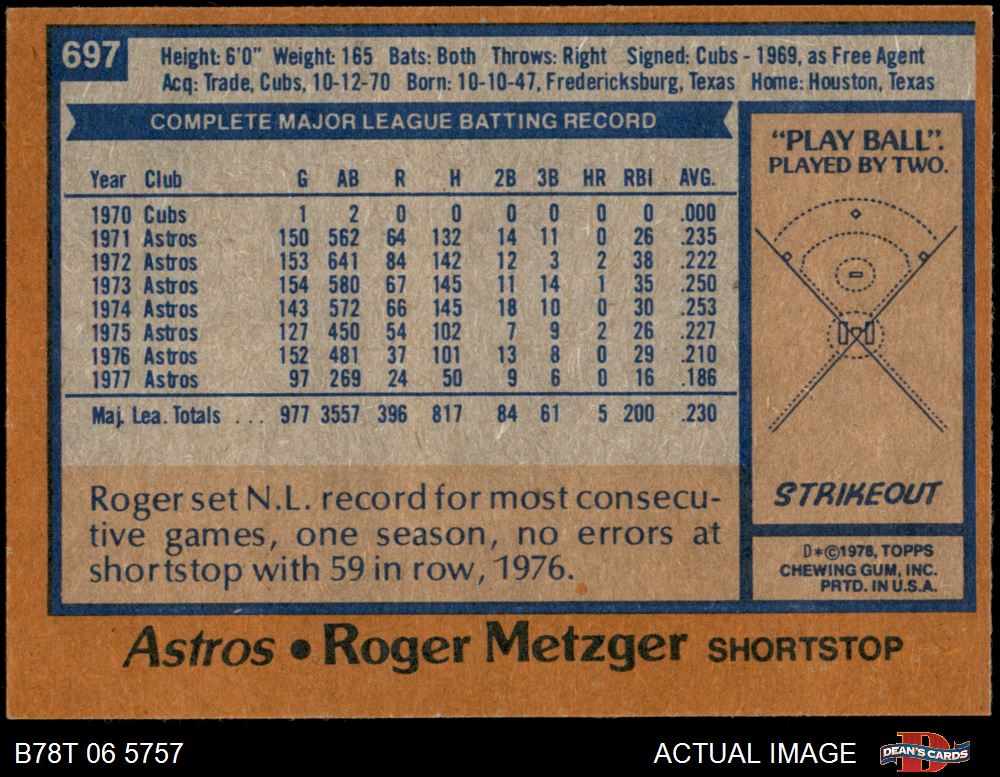 697
Height: 6'0" Weight: 165 Bats: Both Throws: Right Signed: Cubs - 1969, as Free Agent
Acq: Trade, Cubs, 10-12-70 Born: 10-10-47, Fredericksburg, Texas Home: Houston, Texas
COMPLETE MAJOR LEAGUE BATTING RECORD
Year Club G AB R H 2B 3B HR RBI AVG.
1970 Cubs 1 2 0 0 0 0 0 0 .000
1971 Astros 150 562 64 132 14 11 0 26 .235
1972 Astros 153 641 84 142 12 3 2 38 .222
1973 Astros 154 580 67 145 11 14 1 35 .250
1974 Astros 143 572 66 145 18 10 0 30 .253
1975 Astros 127 450 54 102 7 9 2 26 .227
1976 Astros 152 481 37 101 13 8 0 29 .210
1977 Astros 97 269 24 50 9 6 0 16 .186
Maj. Lea. Totals ... 977 3557 396 817 84 61 5 200 .230
Roger set N.L. record for most consecu-
tive games, one season, no errors at
shortstop with 59 in row, 1976.
"PLAY BALL".
PLAYED BY TWO.
STRIKEOUT
D*©1978, TOPPS
CHEWING GUM, INC.
PRTD. IN U.S.A.
Astros • Roger Metzger SHORTSTOP
B78T 06 5757 ACTUAL IMAGE
DEAN'S CARDS